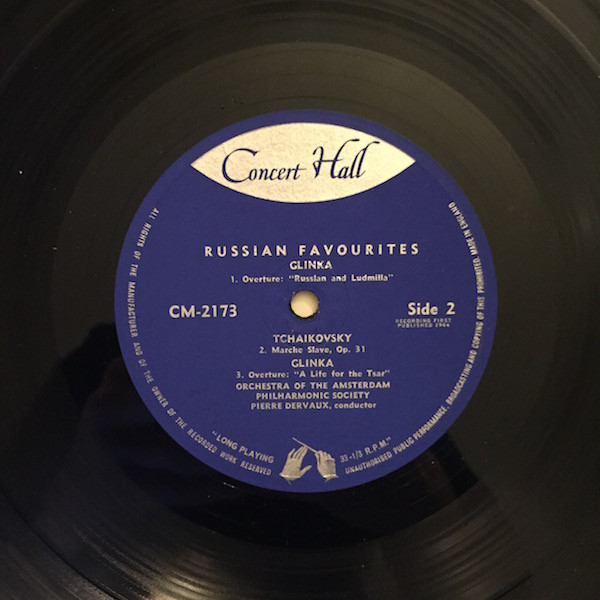 Concert Hall
RUSSIAN FAVOURITES
GLINKA
1. Overture: "Russian and Ludmilla"
CM-2173
Side 2
RECORDING FIRST
PUBLISHED 1964
TCHAIKOVSKY
2. Marche Slave, Op. 31
GLINKA
3. Overture: "A Life for the Tsar"
ORCHESTRA OF THE AMSTERDAM
PHILHARMONIC SOCIETY
PIERRE DERVAUX, conductor
"LONG PLAYING
33-1/3 R.P.M."
ALL RIGHTS OF THE MANUFACTURER AND OF THE OWNER OF THE RECORDED WORK RESERVED
UNAUTHORISED PUBLIC PERFORMANCE, BROADCASTING AND COPYING OF THIS PROHIBITED. MADE IN ENGLAND